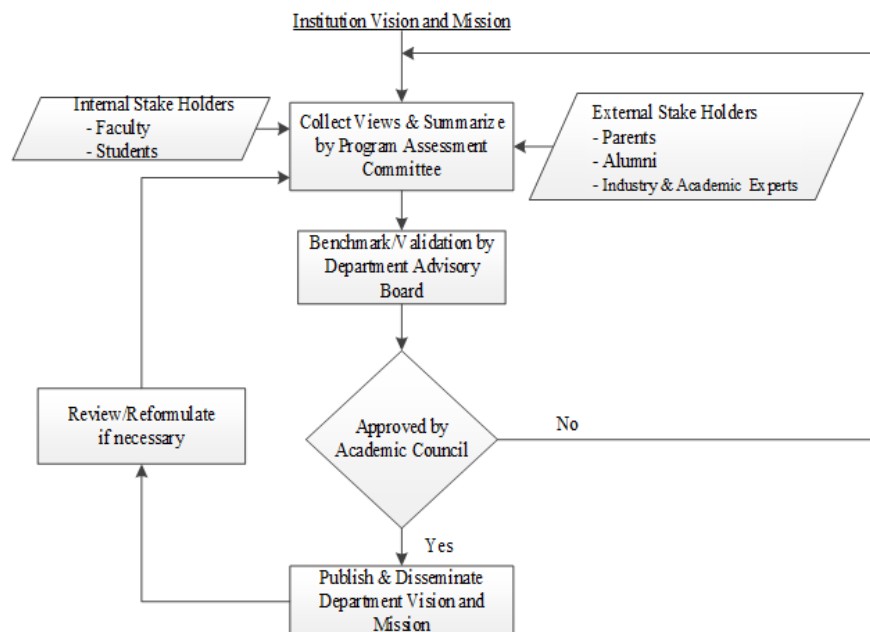 Institution Vision and Mission
Internal Stake Holders
- Faculty
- Students
Collect Views & Summarize
by Program Assessment
Committee
External Stake Holders
- Parents
- Alumni
- Industry & Academic Experts
Benchmark/Validation by
Department Advisory
Board
Review/Reformulate
if necessary
Approved by
Academic Council
No
Yes
Publish & Disseminate
Department Vision and
Mission